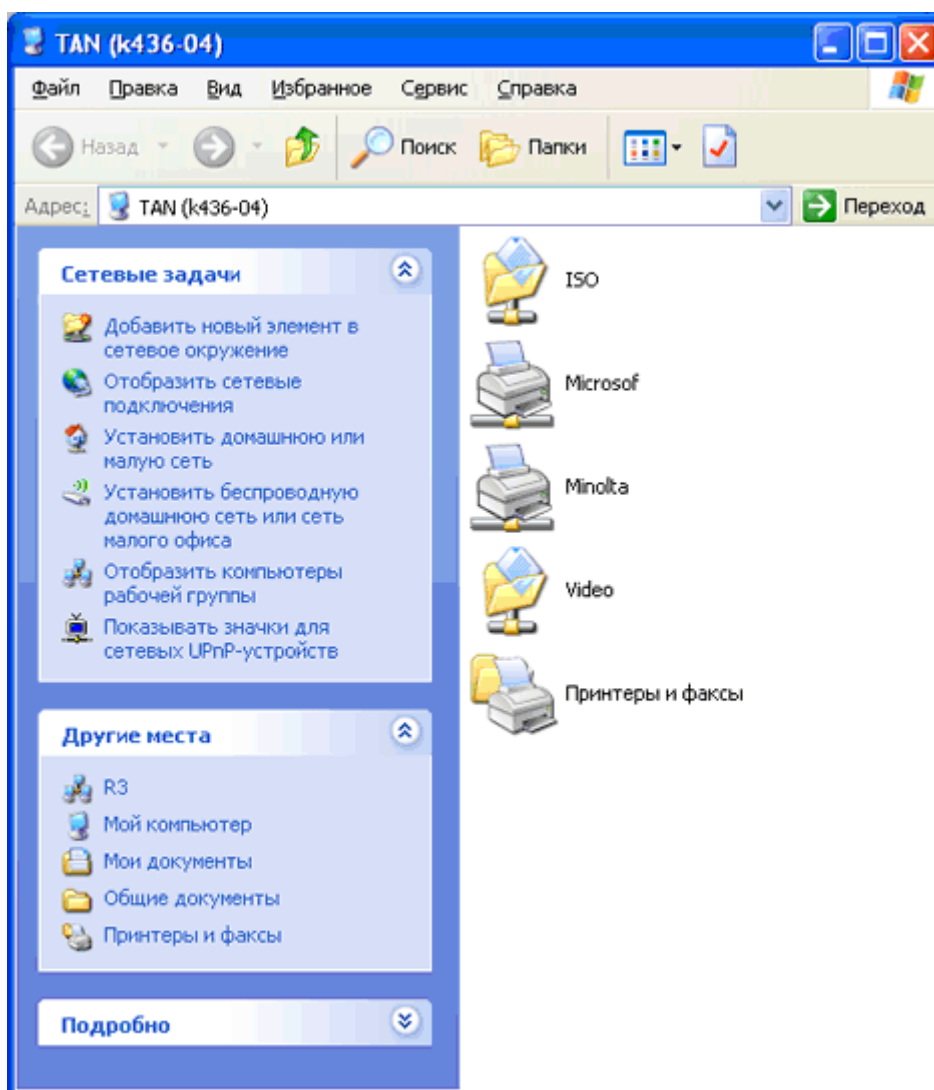 TAN (k436-04)
Файл Правка Вид Избранное Сервис Справка
Назад Поиск Папки
Адрес: TAN (k436-04) Переход
Сетевые задачи
Добавить новый элемент в
сетевое окружение
Отобразить сетевые
подключения
Установить домашнюю или
малую сеть
Установить беспроводную
домашнюю сеть или сеть
малого офиса
Отобразить компьютеры
рабочей группы
Показывать значки для
сетевых UPnP-устройств
Другие места
R3
Мой компьютер
Мои документы
Общие документы
Принтеры и факсы
Подробно
ISO
Microsof
Minolta
Video
Принтеры и факсы